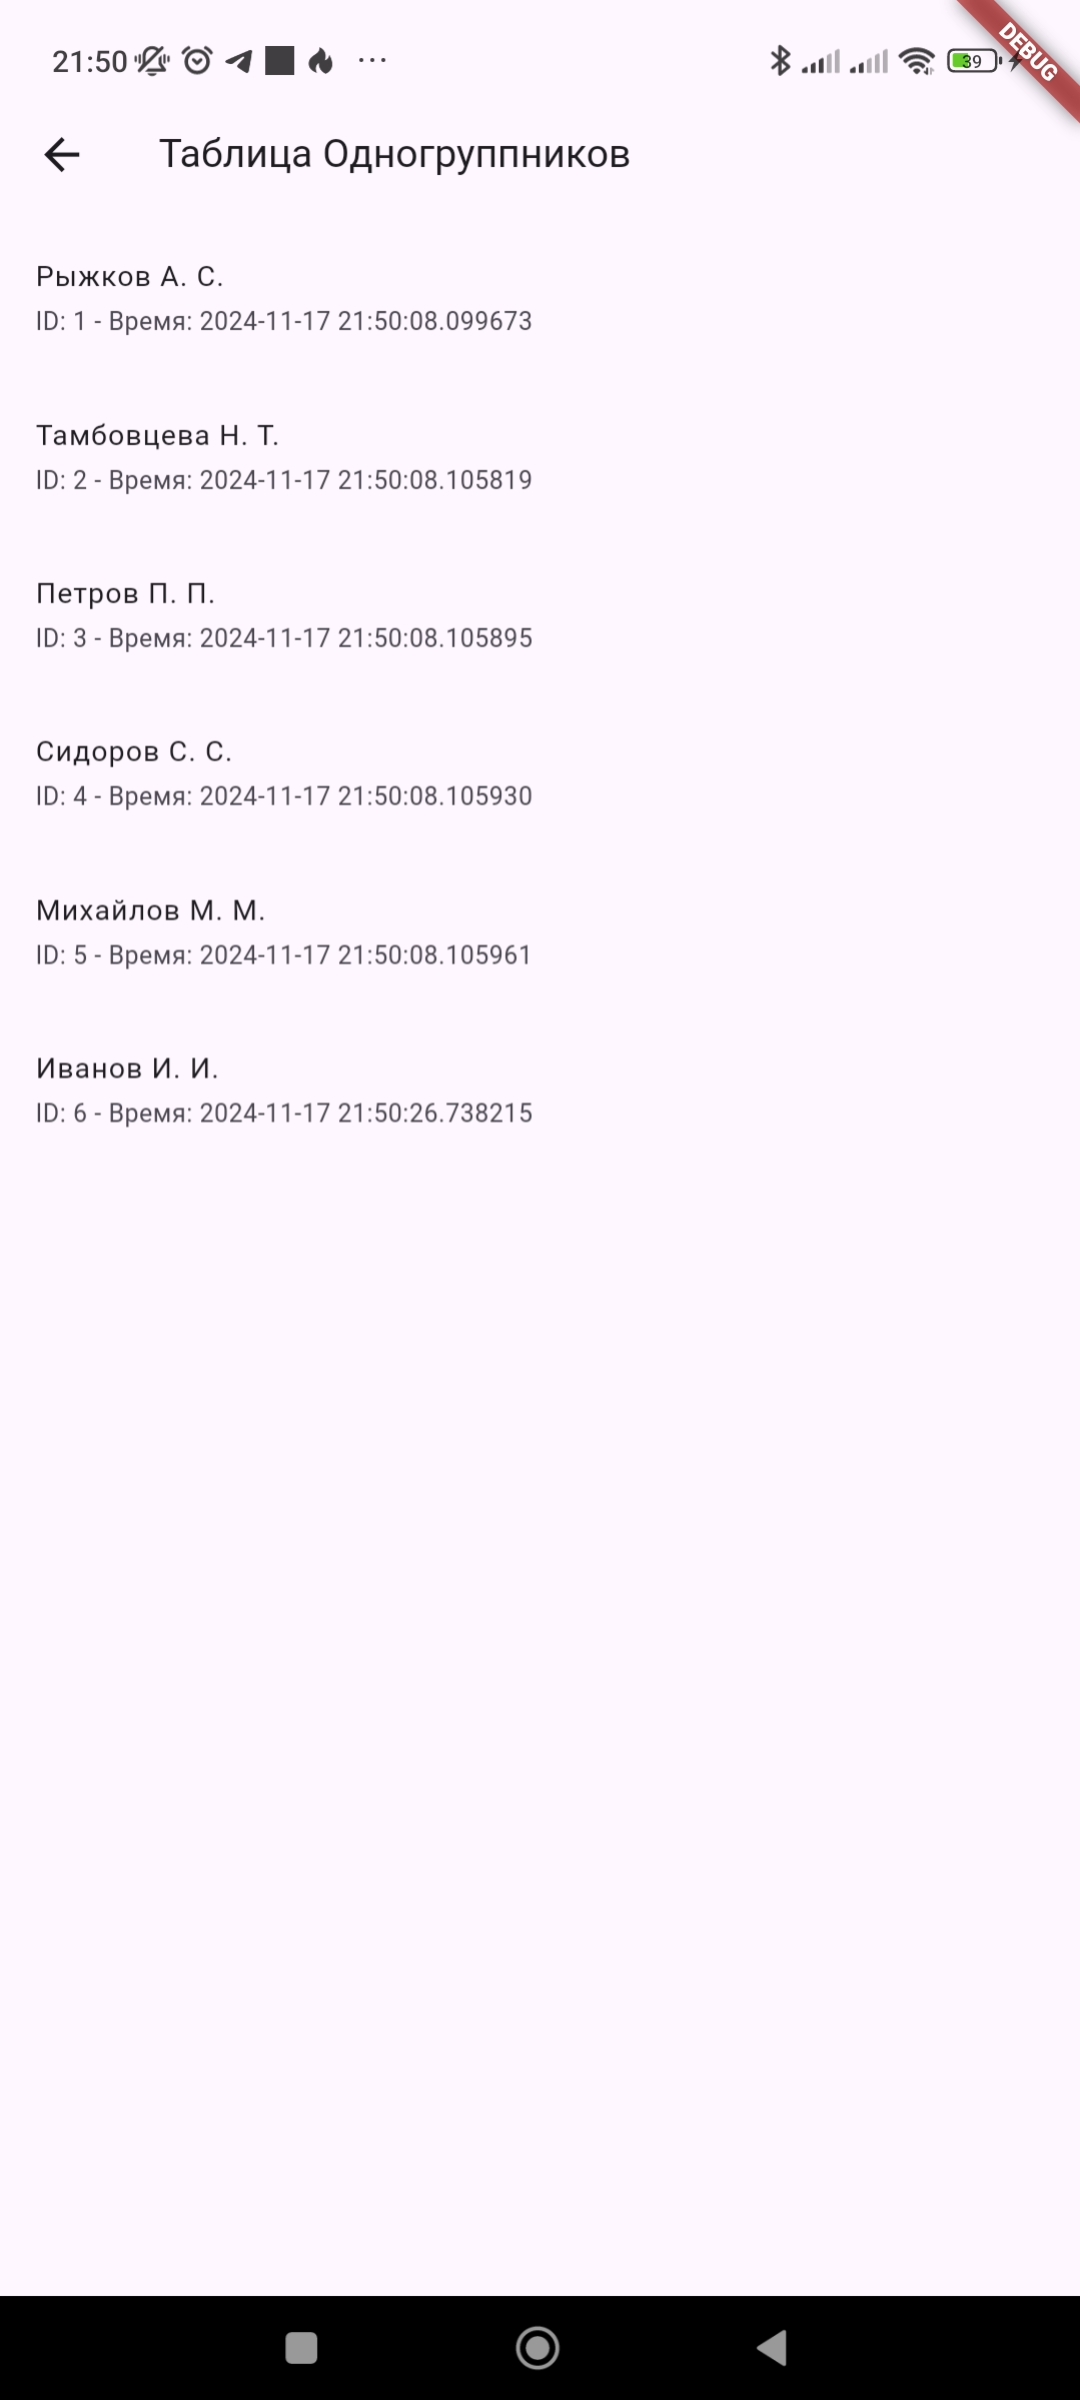 21:50
39
DEBUG
Таблица Одногруппников
Рыжков А. С.
ID: 1 - Время: 2024-11-17 21:50:08.099673
Тамбовцева Н. Т.
ID: 2 - Время: 2024-11-17 21:50:08.105819
Петров П. П.
ID: 3 - Время: 2024-11-17 21:50:08.105895
Сидоров С. С.
ID: 4 - Время: 2024-11-17 21:50:08.105930
Михайлов М. М.
ID: 5 - Время: 2024-11-17 21:50:08.105961
Иванов И. И.
ID: 6 - Время: 2024-11-17 21:50:26.738215